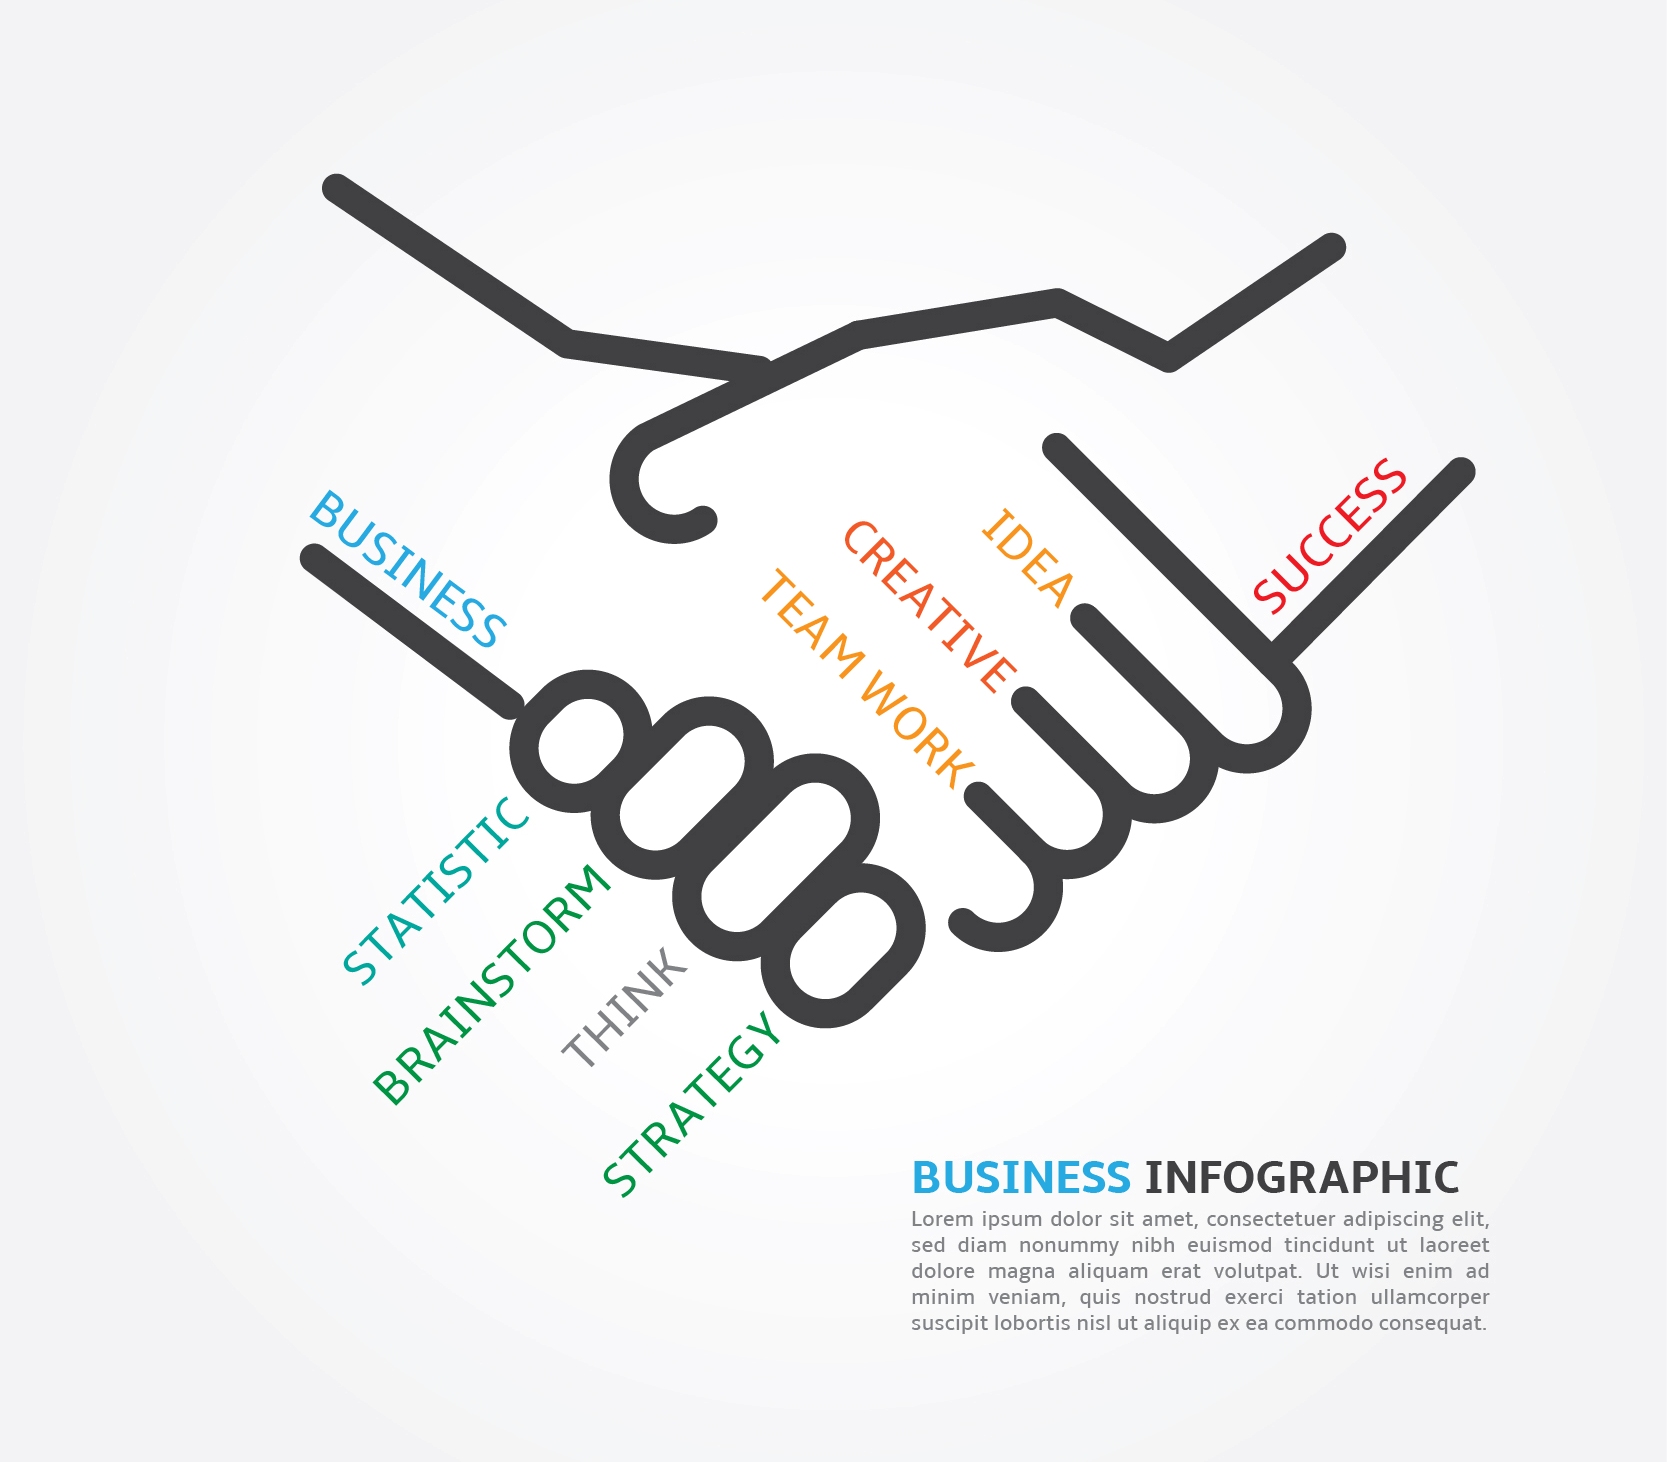 BUSINESS
STATISTIC
BRAINSTORM
THINK
STRATEGY
TEAM WORK
CREATIVE
IDEA
SUCCESS
BUSINESS INFOGRAPHIC
Lorem ipsum dolor sit amet, consectetuer adipiscing elit,
sed diam nonummy nibh euismod tincidunt ut laoreet
dolore magna aliquam erat volutpat. Ut wisi enim ad
minim veniam, quis nostrud exerci tation ullamcorper
suscipit lobortis nisl ut aliquip ex ea commodo consequat.